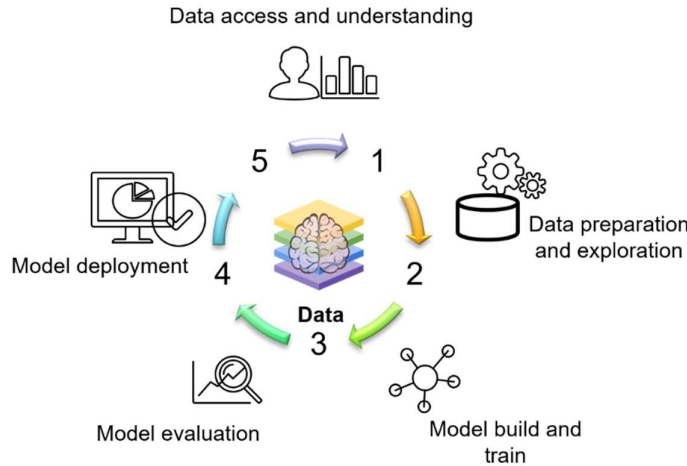 Data access and understanding
5
1
Data preparation
and exploration
Model deployment
4
2
Data
3
Model evaluation
Model build and
train